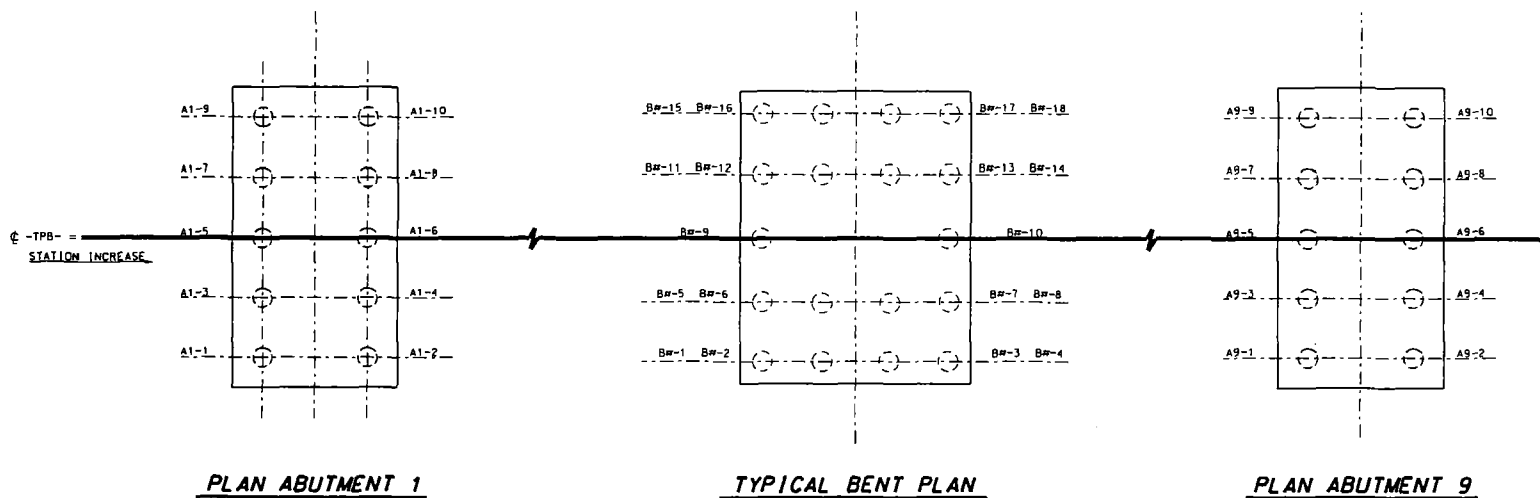 A1-9 A1-10
A1-7 A1-8
A1-5 A1-6
A1-3 A1-4
A1-1 A1-2
℄ -TPB- =
STATION INCREASE
PLAN ABUTMENT 1
B#-15 B#-16 B#-17 B#-18
B#-11 B#-12 B#-13 B#-14
B#-9 B#-10
B#-5 B#-6 B#-7 B#-8
B#-1 B#-2 B#-3 B#-4
TYPICAL BENT PLAN
A9-9 A9-10
A9-7 A9-8
A9-5 A9-6
A9-3 A9-4
A9-1 A9-2
PLAN ABUTMENT 9